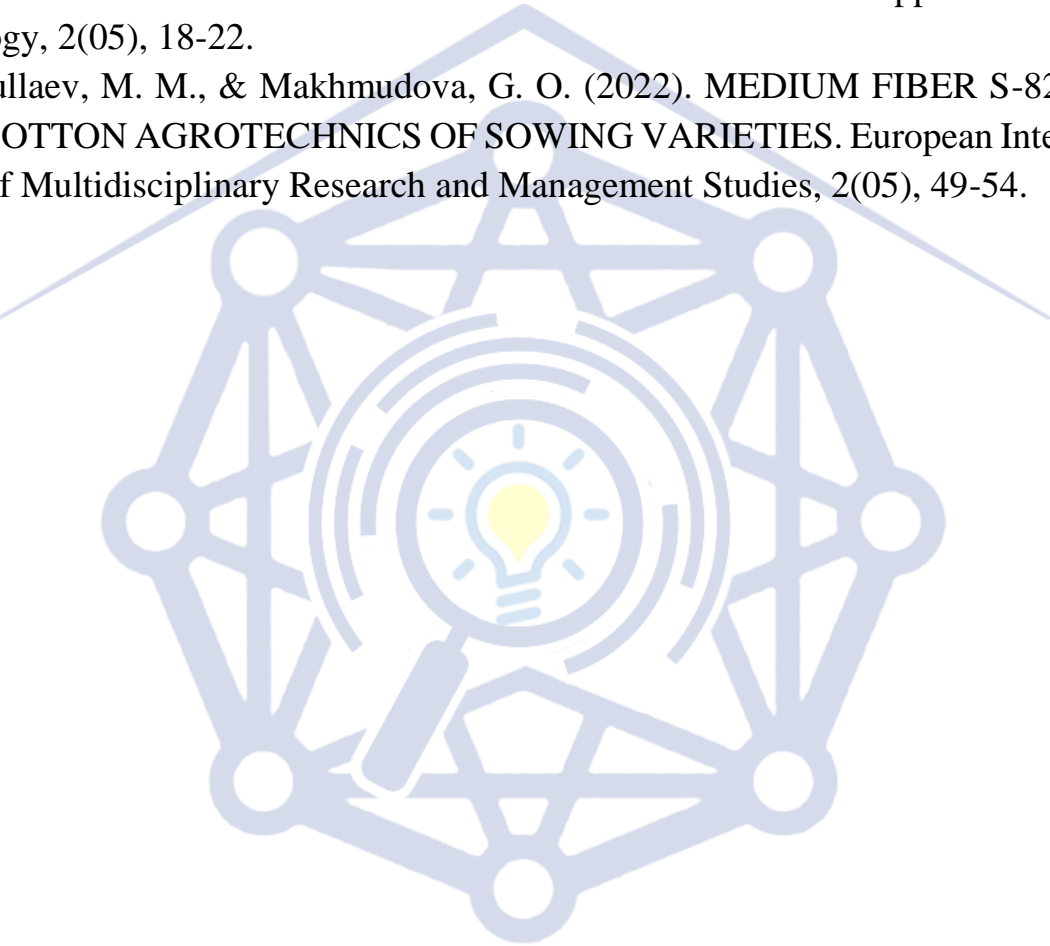 gy, 2(05), 18-22.
ullaev, M. M., & Makhmudova, G. O. (2022). MEDIUM FIBER S-82
OTTON AGROTECHNICS OF SOWING VARIETIES. European Inte
f Multidisciplinary Research and Management Studies, 2(05), 49-54.